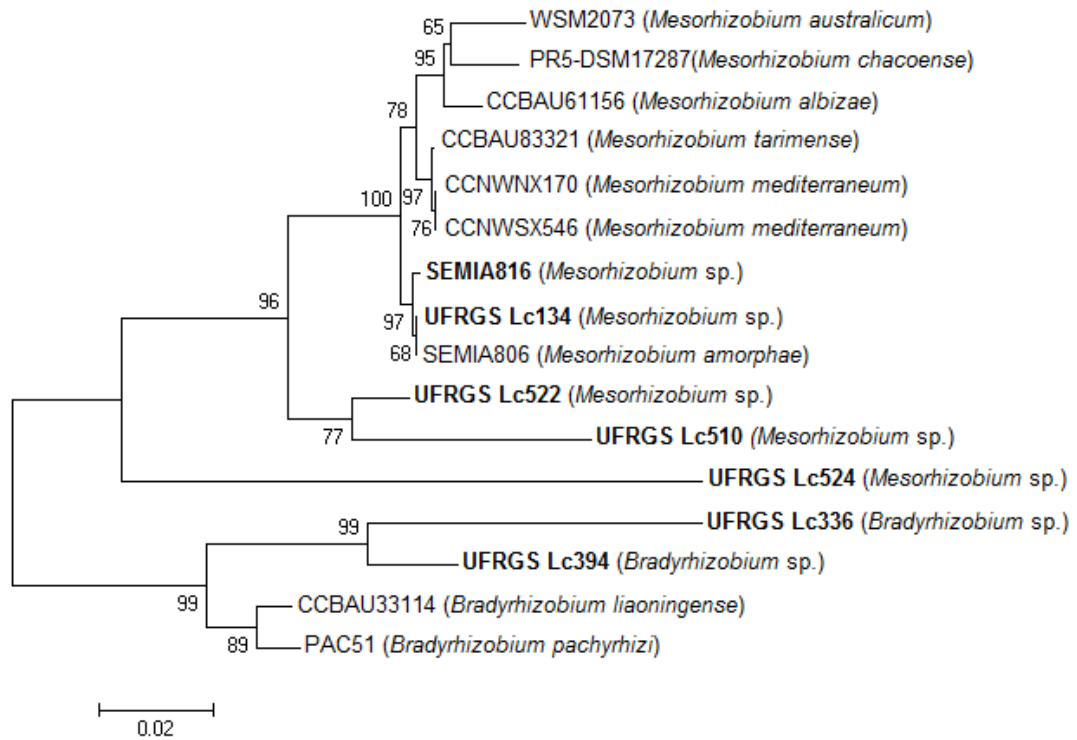 65
WSM2073 (Mesorhizobium australicum)
95
PR5-DSM17287(Mesorhizobium chacoense)
78
CCBAU61156 (Mesorhizobium albizae)
CCBAU83321 (Mesorhizobium tarimense)
100
97
CCNWNX170 (Mesorhizobium mediterraneum)
76
CCNWSX546 (Mesorhizobium mediterraneum)
SEMIA816 (Mesorhizobium sp.)
96
97
UFRGS Lc134 (Mesorhizobium sp.)
68
SEMIA806 (Mesorhizobium amorphae)
UFRGS Lc522 (Mesorhizobium sp.)
77
UFRGS Lc510 (Mesorhizobium sp.)
UFRGS Lc524 (Mesorhizobium sp.)
99
UFRGS Lc336 (Bradyrhizobium sp.)
UFRGS Lc394 (Bradyrhizobium sp.)
99
CCBAU33114 (Bradyrhizobium liaoningense)
89
PAC51 (Bradyrhizobium pachyrhizi)
0.02